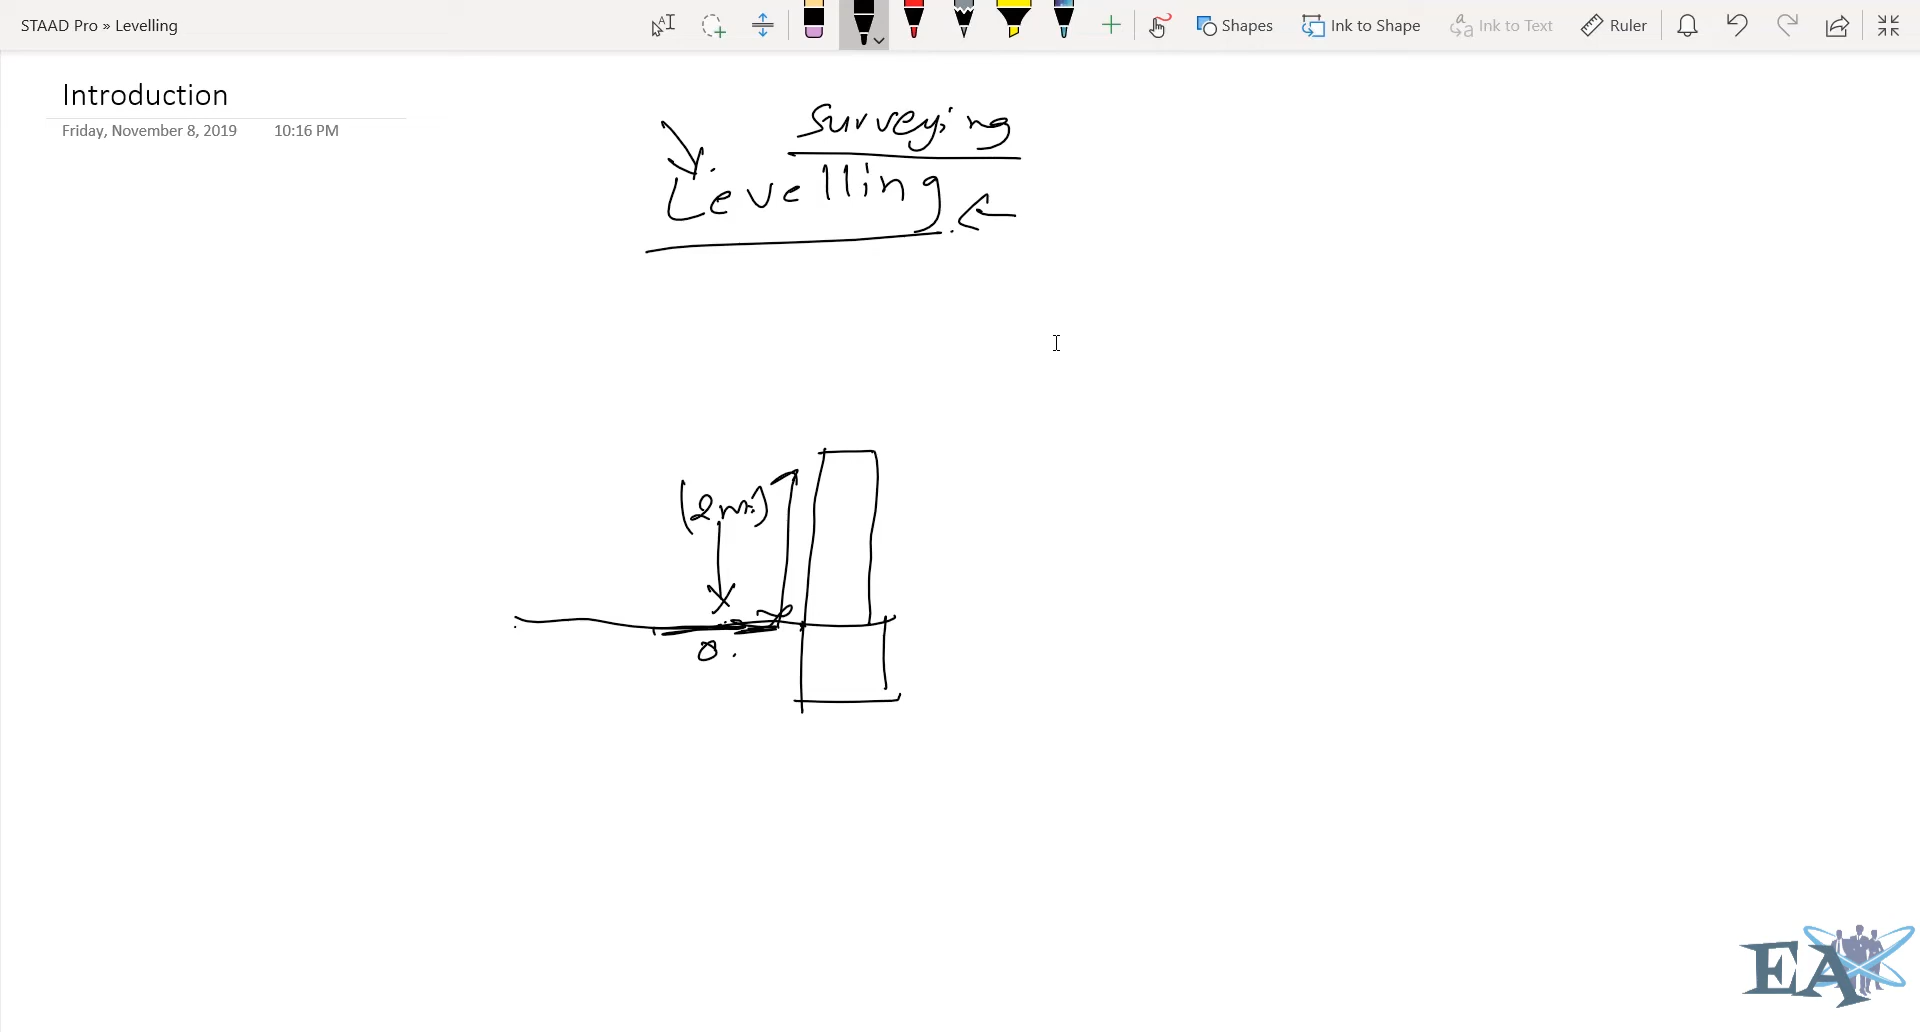 STAAD Pro » Levelling
Shapes
Ink to Shape
Ink to Text
Ruler
Introduction
Friday, November 8, 2019 10:16 PM
Surveying
Levelling
(2m)
0.
EA